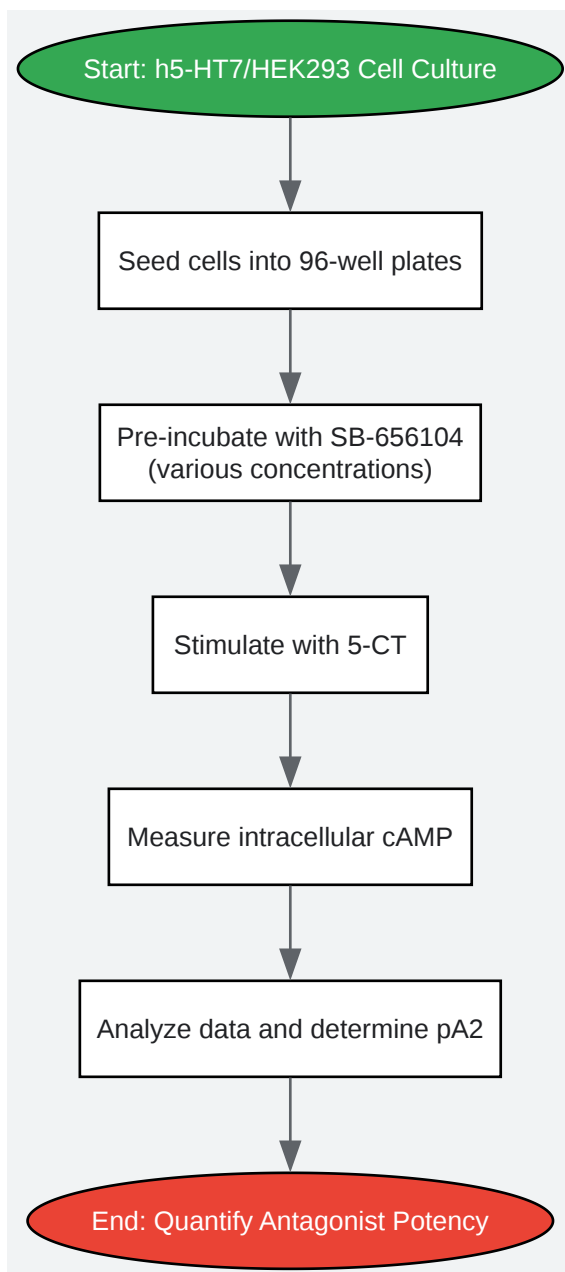 Start: h5-HT7/HEK293 Cell Culture
Seed cells into 96-well plates
Pre-incubate with SB-656104
(various concentrations)
Stimulate with 5-CT
Measure intracellular cAMP
Analyze data and determine pA2
End: Quantify Antagonist Potency